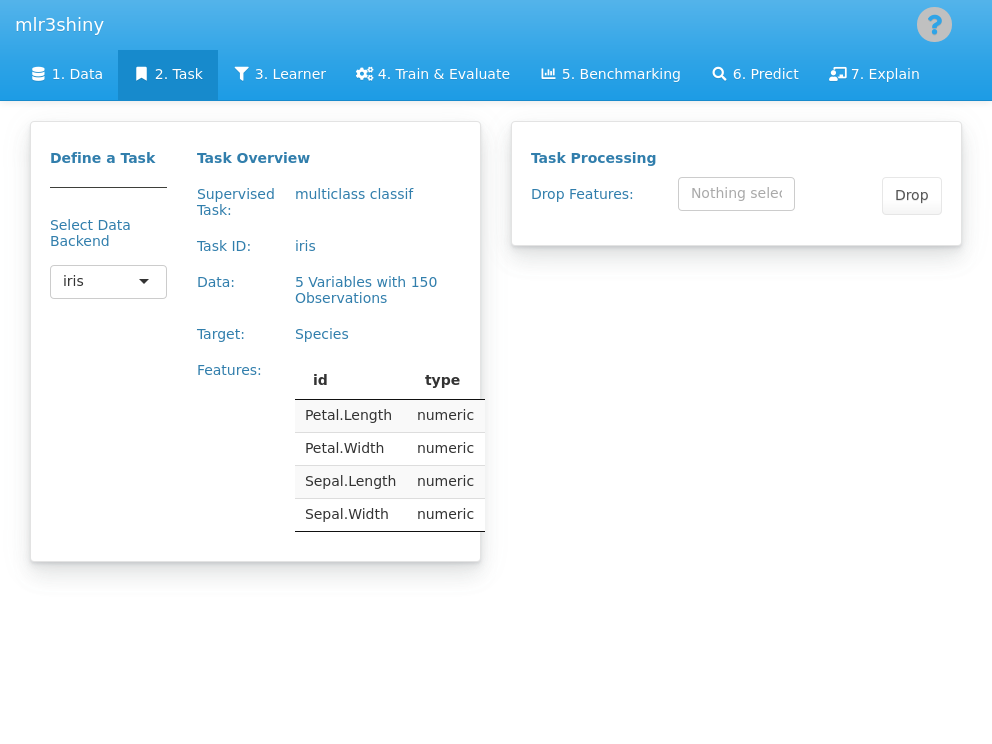 mlr3shiny
?
1. Data
2. Task
3. Learner
4. Train & Evaluate
5. Benchmarking
6. Predict
7. Explain
Define a Task
Select Data
Backend
iris
Task Overview
Supervised
Task:
multiclass classif
Task ID:
iris
Data:
5 Variables with 150
Observations
Target:
Species
Features:
id type
Petal.Length numeric
Petal.Width numeric
Sepal.Length numeric
Sepal.Width numeric
Task Processing
Drop Features:
Nothing selec
Drop